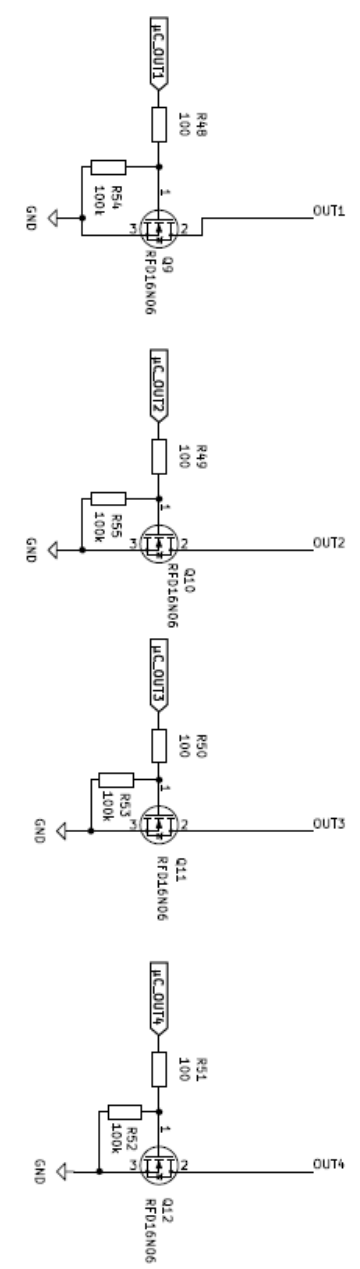 µC_OUT1
R48
100
R54
100k
1
3
2
GND
Q9
RFD16N06
OUT1
µC_OUT2
R49
100
R55
100k
1
3
2
GND
Q10
RFD16N06
OUT2
µC_OUT3
R50
100
R53
100k
1
3
2
GND
Q11
RFD16N06
OUT3
µC_OUT4
R51
100
R52
100k
1
3
2
GND
Q12
RFD16N06
OUT4